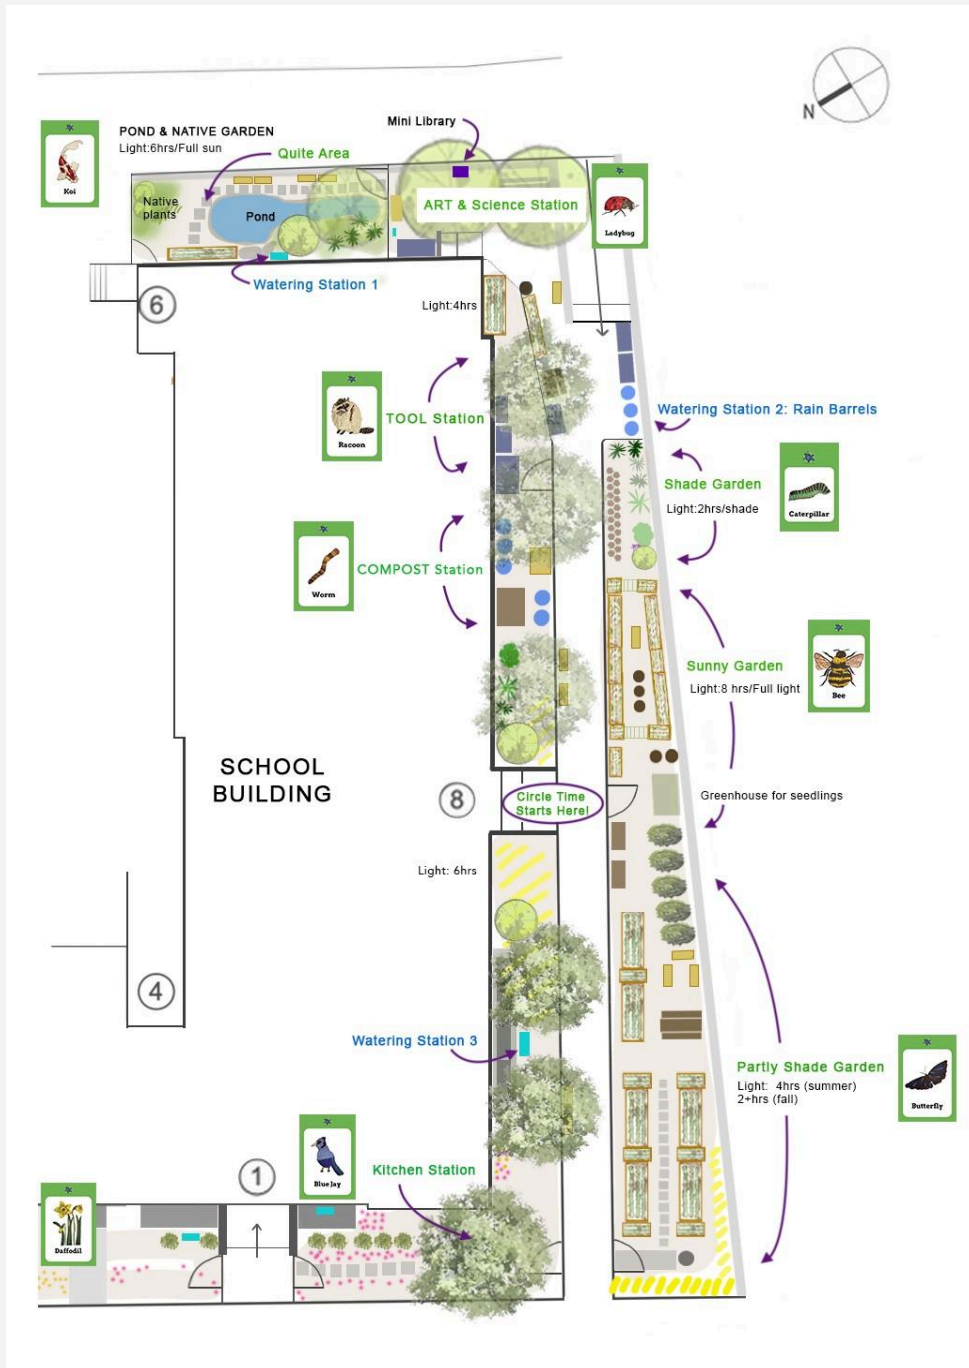 N
Mini Library
POND & NATIVE GARDEN
Light:6hrs/Full sun
Quite Area
Koi
Native
plants
Pond
ART & Science Station
Ladybug
Watering Station 1
6
Light:4hrs
TOOL Station
Racoon
Watering Station 2: Rain Barrels
Shade Garden
Light:2hrs/shade
Caterpillar
COMPOST Station
Worm
Sunny Garden
Light:8 hrs/Full light
Bee
SCHOOL
BUILDING
8
Circle Time
Starts Here!
Greenhouse for seedlings
Light: 6hrs
4
Watering Station 3
Partly Shade Garden
Light: 4hrs (summer)
2+hrs (fall)
Butterfly
1
Blue Jay
Kitchen Station
Daffodil